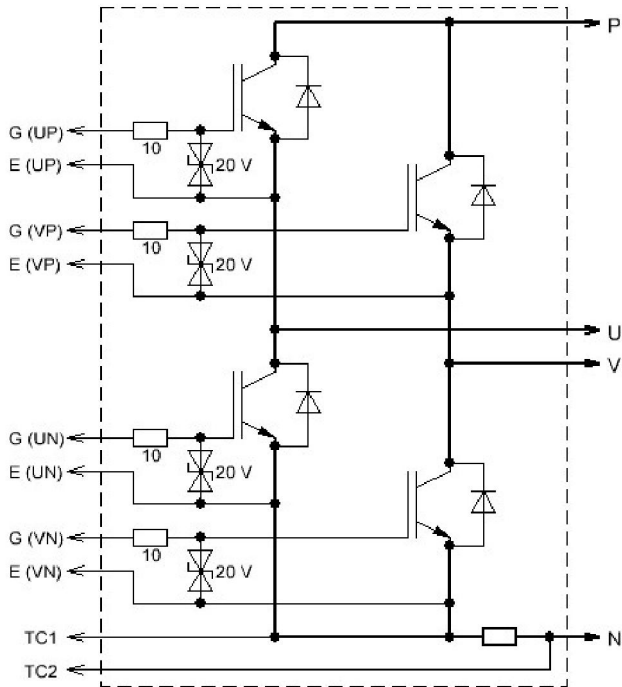 P
G (UP)
10
20 V
E (UP)
G (VP)
10
20 V
E (VP)
U
V
G (UN)
10
20 V
E (UN)
G (VN)
10
20 V
E (VN)
TC1
N
TC2